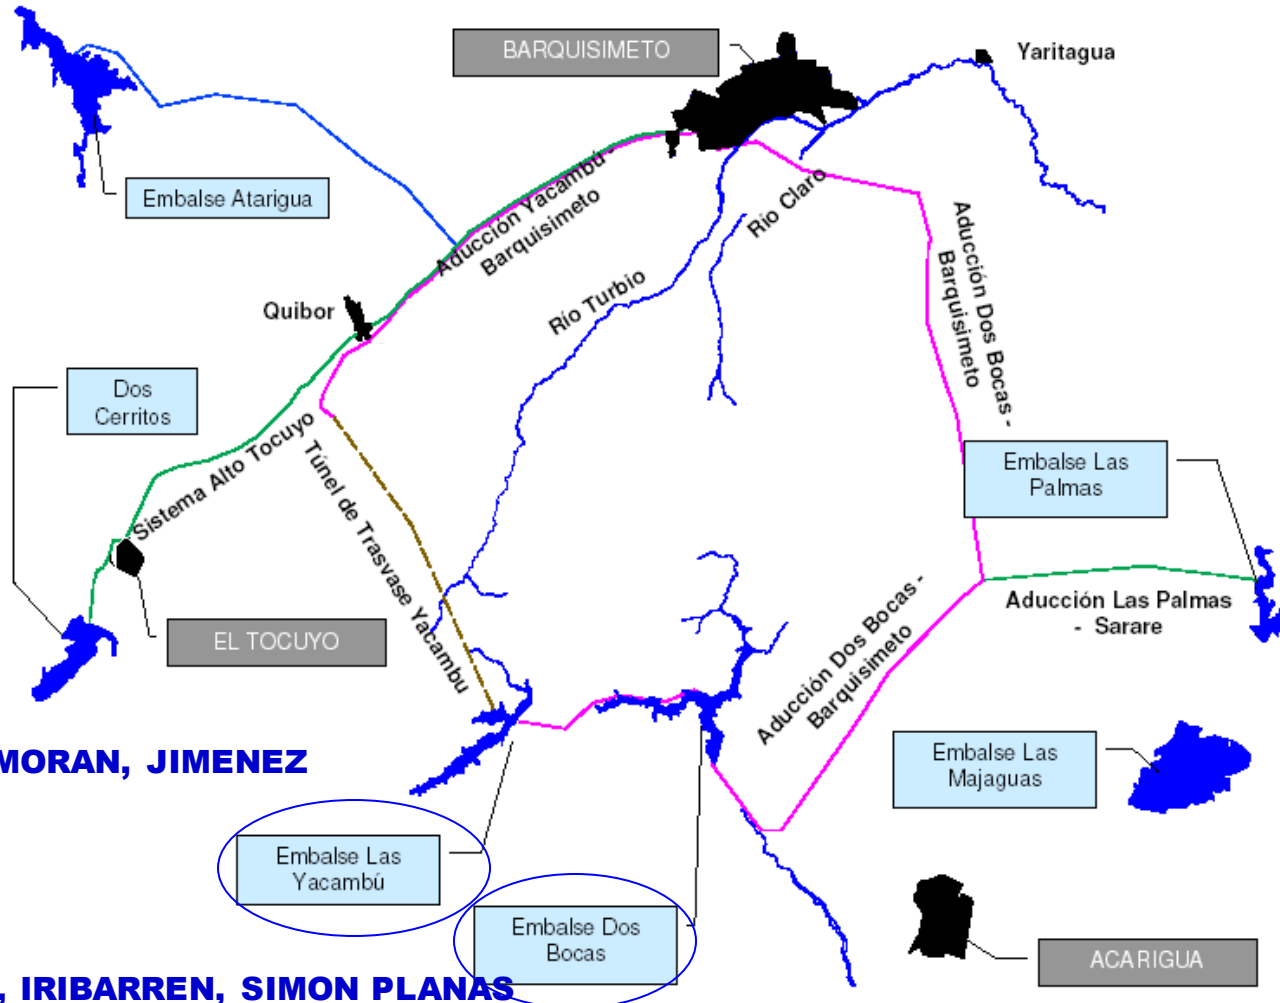 BARQUISIMETO
Yaritagua
Embalse Atarigua
Aducción Yacambú -
Barquisimeto
Rio Claro
Aducción Dos Bocas -
Barquisimeto
Quibor
Río Turbio
Dos
Cerritos
Sistema Alto Tocuyo
Túnel de Trasvase Yacambu
Embalse Las
Palmas
EL TOCUYO
Aducción Dos Bocas -
Barquisimeto
Aducción Las Palmas
- Sarare
MORAN, JIMENEZ
Embalse Las
Majaguas
Embalse Las
Yacambú
Embalse Dos
Bocas
ACARIGUA
, IRIBARREN, SIMON PLANAS